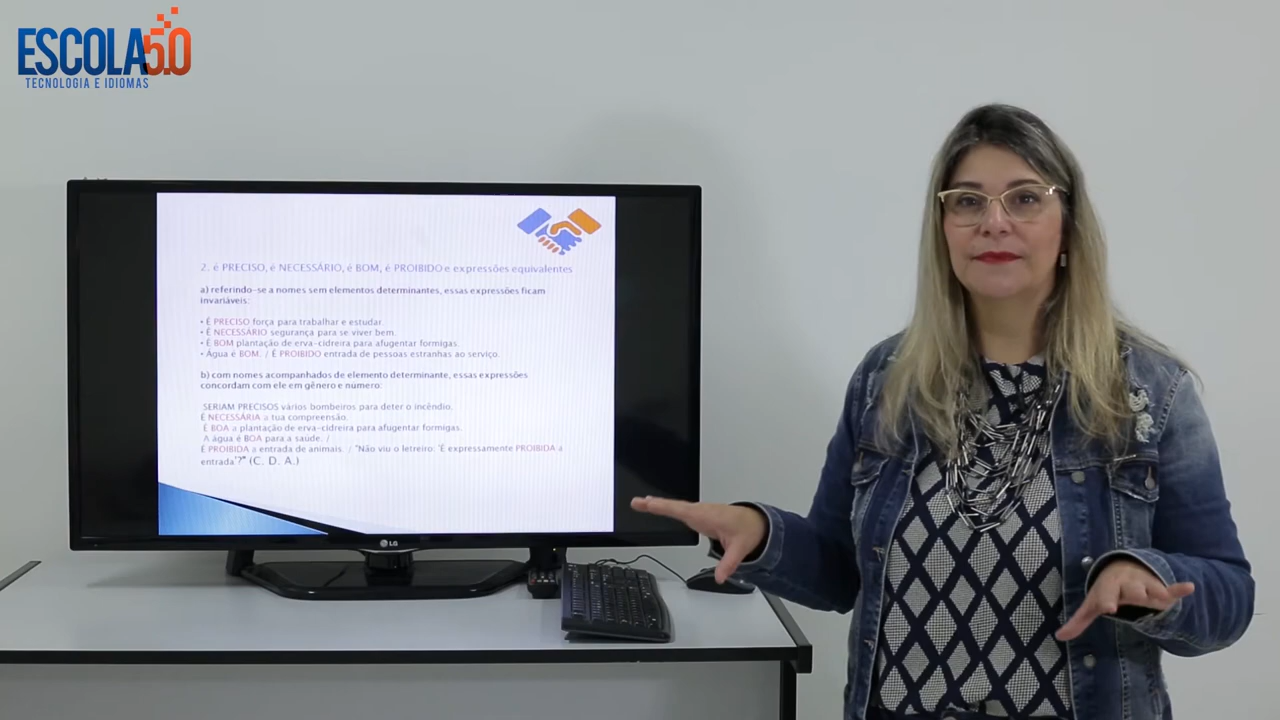 ESCOLA 5.0
TECNOLOGIA E IDIOMAS
2. é PRECISO, é NECESSÁRIO, é BOM, é PROIBIDO e expressões equivalentes
a) referindo-se a nomes sem elementos determinantes, essas expressões ficam
invariáveis:
• É PRECISO força para trabalhar e estudar.
• É NECESSÁRIO segurança para se viver bem.
• É BOM plantação de erva-cidreira para afugentar formigas.
• Água é BOM. / É PROIBIDO entrada de pessoas estranhas ao serviço.
b) com nomes acompanhados de elemento determinante, essas expressões
concordam com ele em gênero e número:
SERIAM PRECISOS vários bombeiros para deter o incêndio.
É NECESSÁRIA a tua compreensão.
É BOA a plantação de erva-cidreira para afugentar formigas.
A água é BOA para a saúde. /
É PROIBIDA a entrada de animais. / "Não viu o letreiro: 'É expressamente PROIBIDA a
entrada'?" (C. D. A.)
LG